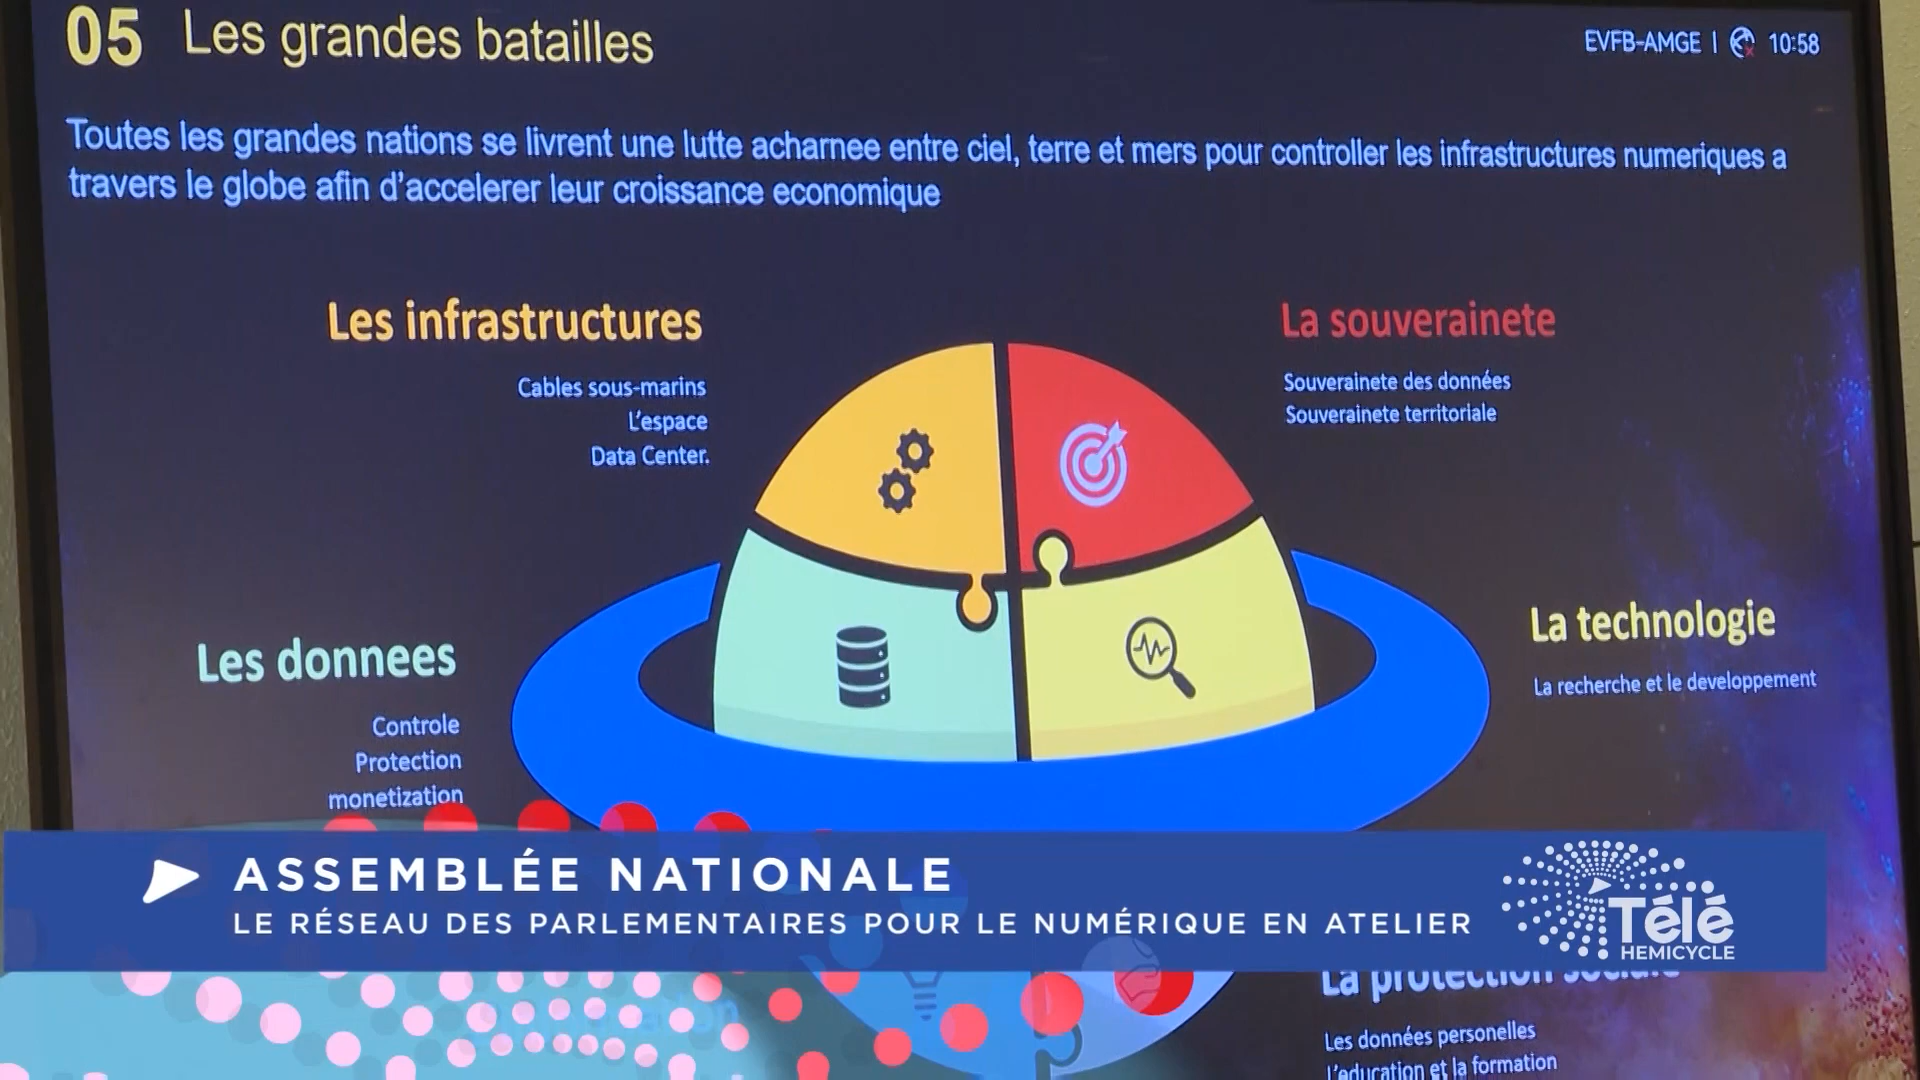 05 Les grandes batailles
EVFB-AMGE | 10:58
Toutes les grandes nations se livrent une lutte acharnee entre ciel, terre et mers pour controller les infrastructures numeriques a
travers le globe afin d'accelerer leur croissance economique
Les infrastructures
Cables sous-marins
L'espace
Data Center.
La souverainete
Souverainete des données
Souverainete territoriale
Les donnees
Controle
Protection
monetization
La technologie
La recherche et le developpement
ASSEMBLÉE NATIONALE
LE RÉSEAU DES PARLEMENTAIRES POUR LE NUMÉRIQUE EN ATELIER
Télé
HEMICYCLE
La protection sociale
Les données personelles
L'education et la formation